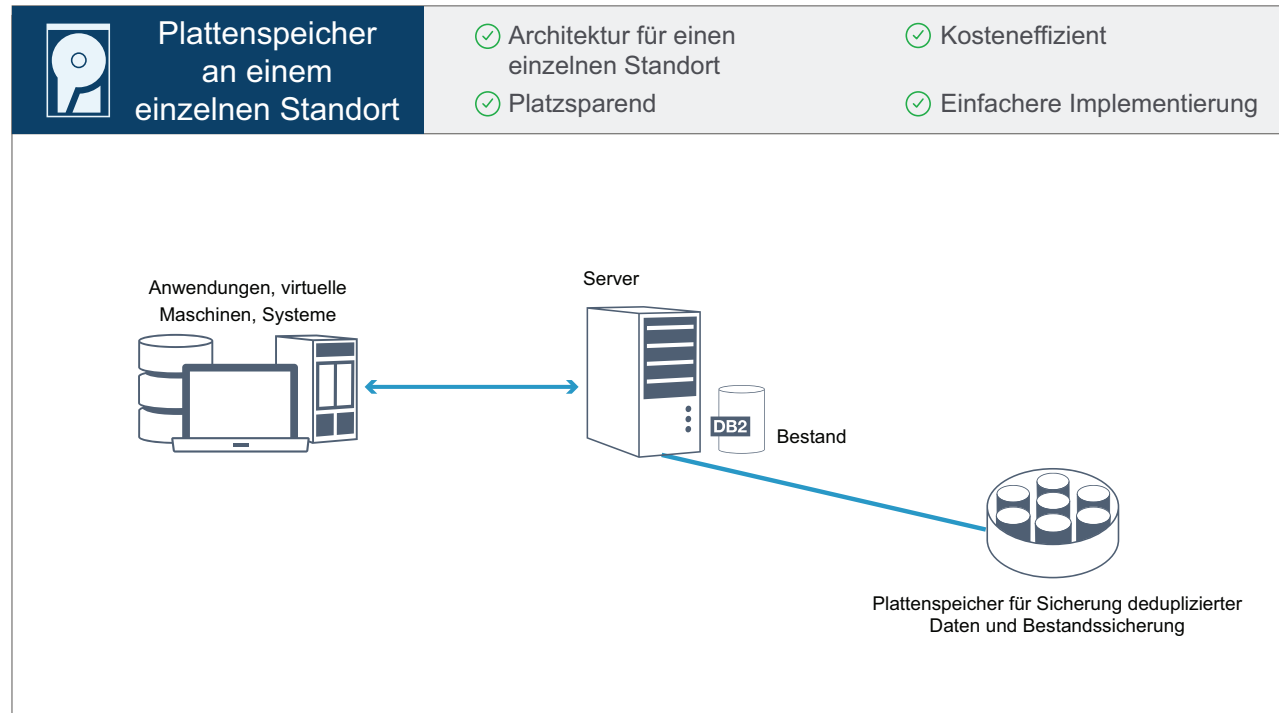 Plattenspeicher
an einem
einzelnen Standort
Architektur für einen
einzelnen Standort
Platzsparend
Kosteneffizient
Einfachere Implementierung
Anwendungen, virtuelle
Maschinen, Systeme
Server
DB2
Bestand
Plattenspeicher für Sicherung deduplizierter
Daten und Bestandssicherung